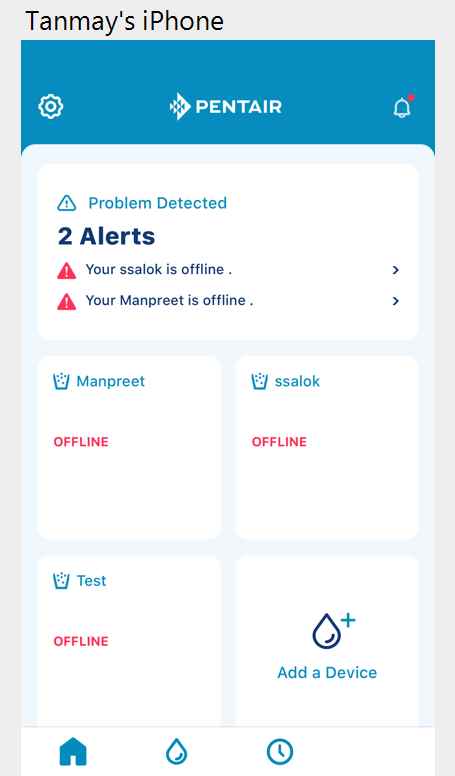 Tanmay's iPhone
PENTAIR
Problem Detected
2 Alerts
Your ssalok is offline .
Your Manpreet is offline .
Manpreet
OFFLINE
ssalok
OFFLINE
Test
OFFLINE
Add a Device